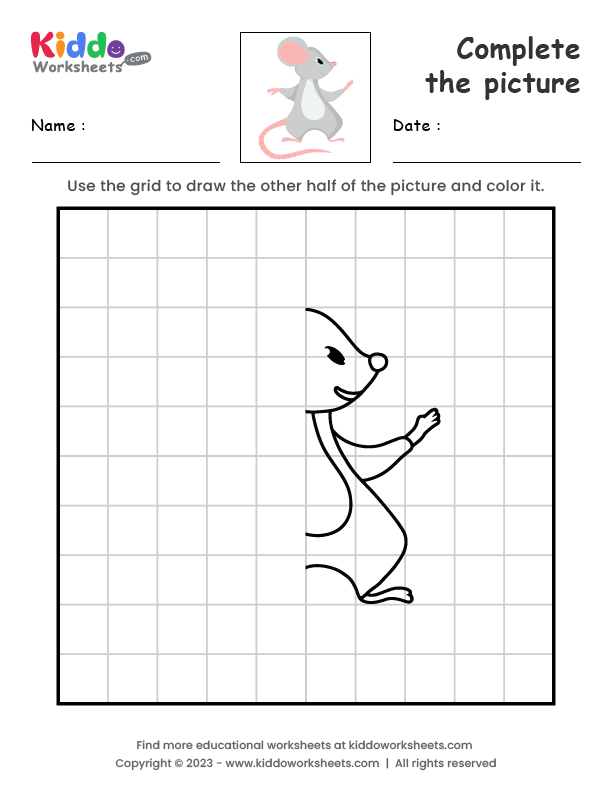 Kiddo
Worksheets.com
Complete
the picture
Name :
Date :
Use the grid to draw the other half of the picture and color it.
Find more educational worksheets at kiddoworksheets.com
Copyright © 2023 - www.kiddoworksheets.com | All rights reserved